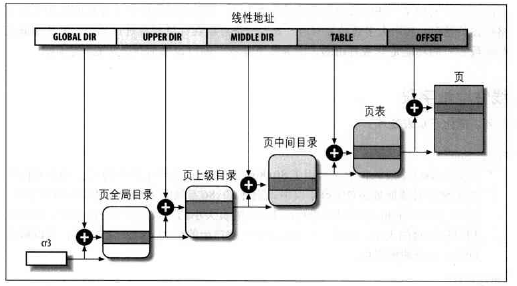 线性地址
GLOBAL DIR UPPER DIR MIDDLE DIR TABLE OFFSET
页
页表
页中间目录
页上级目录
页全局目录
cr3